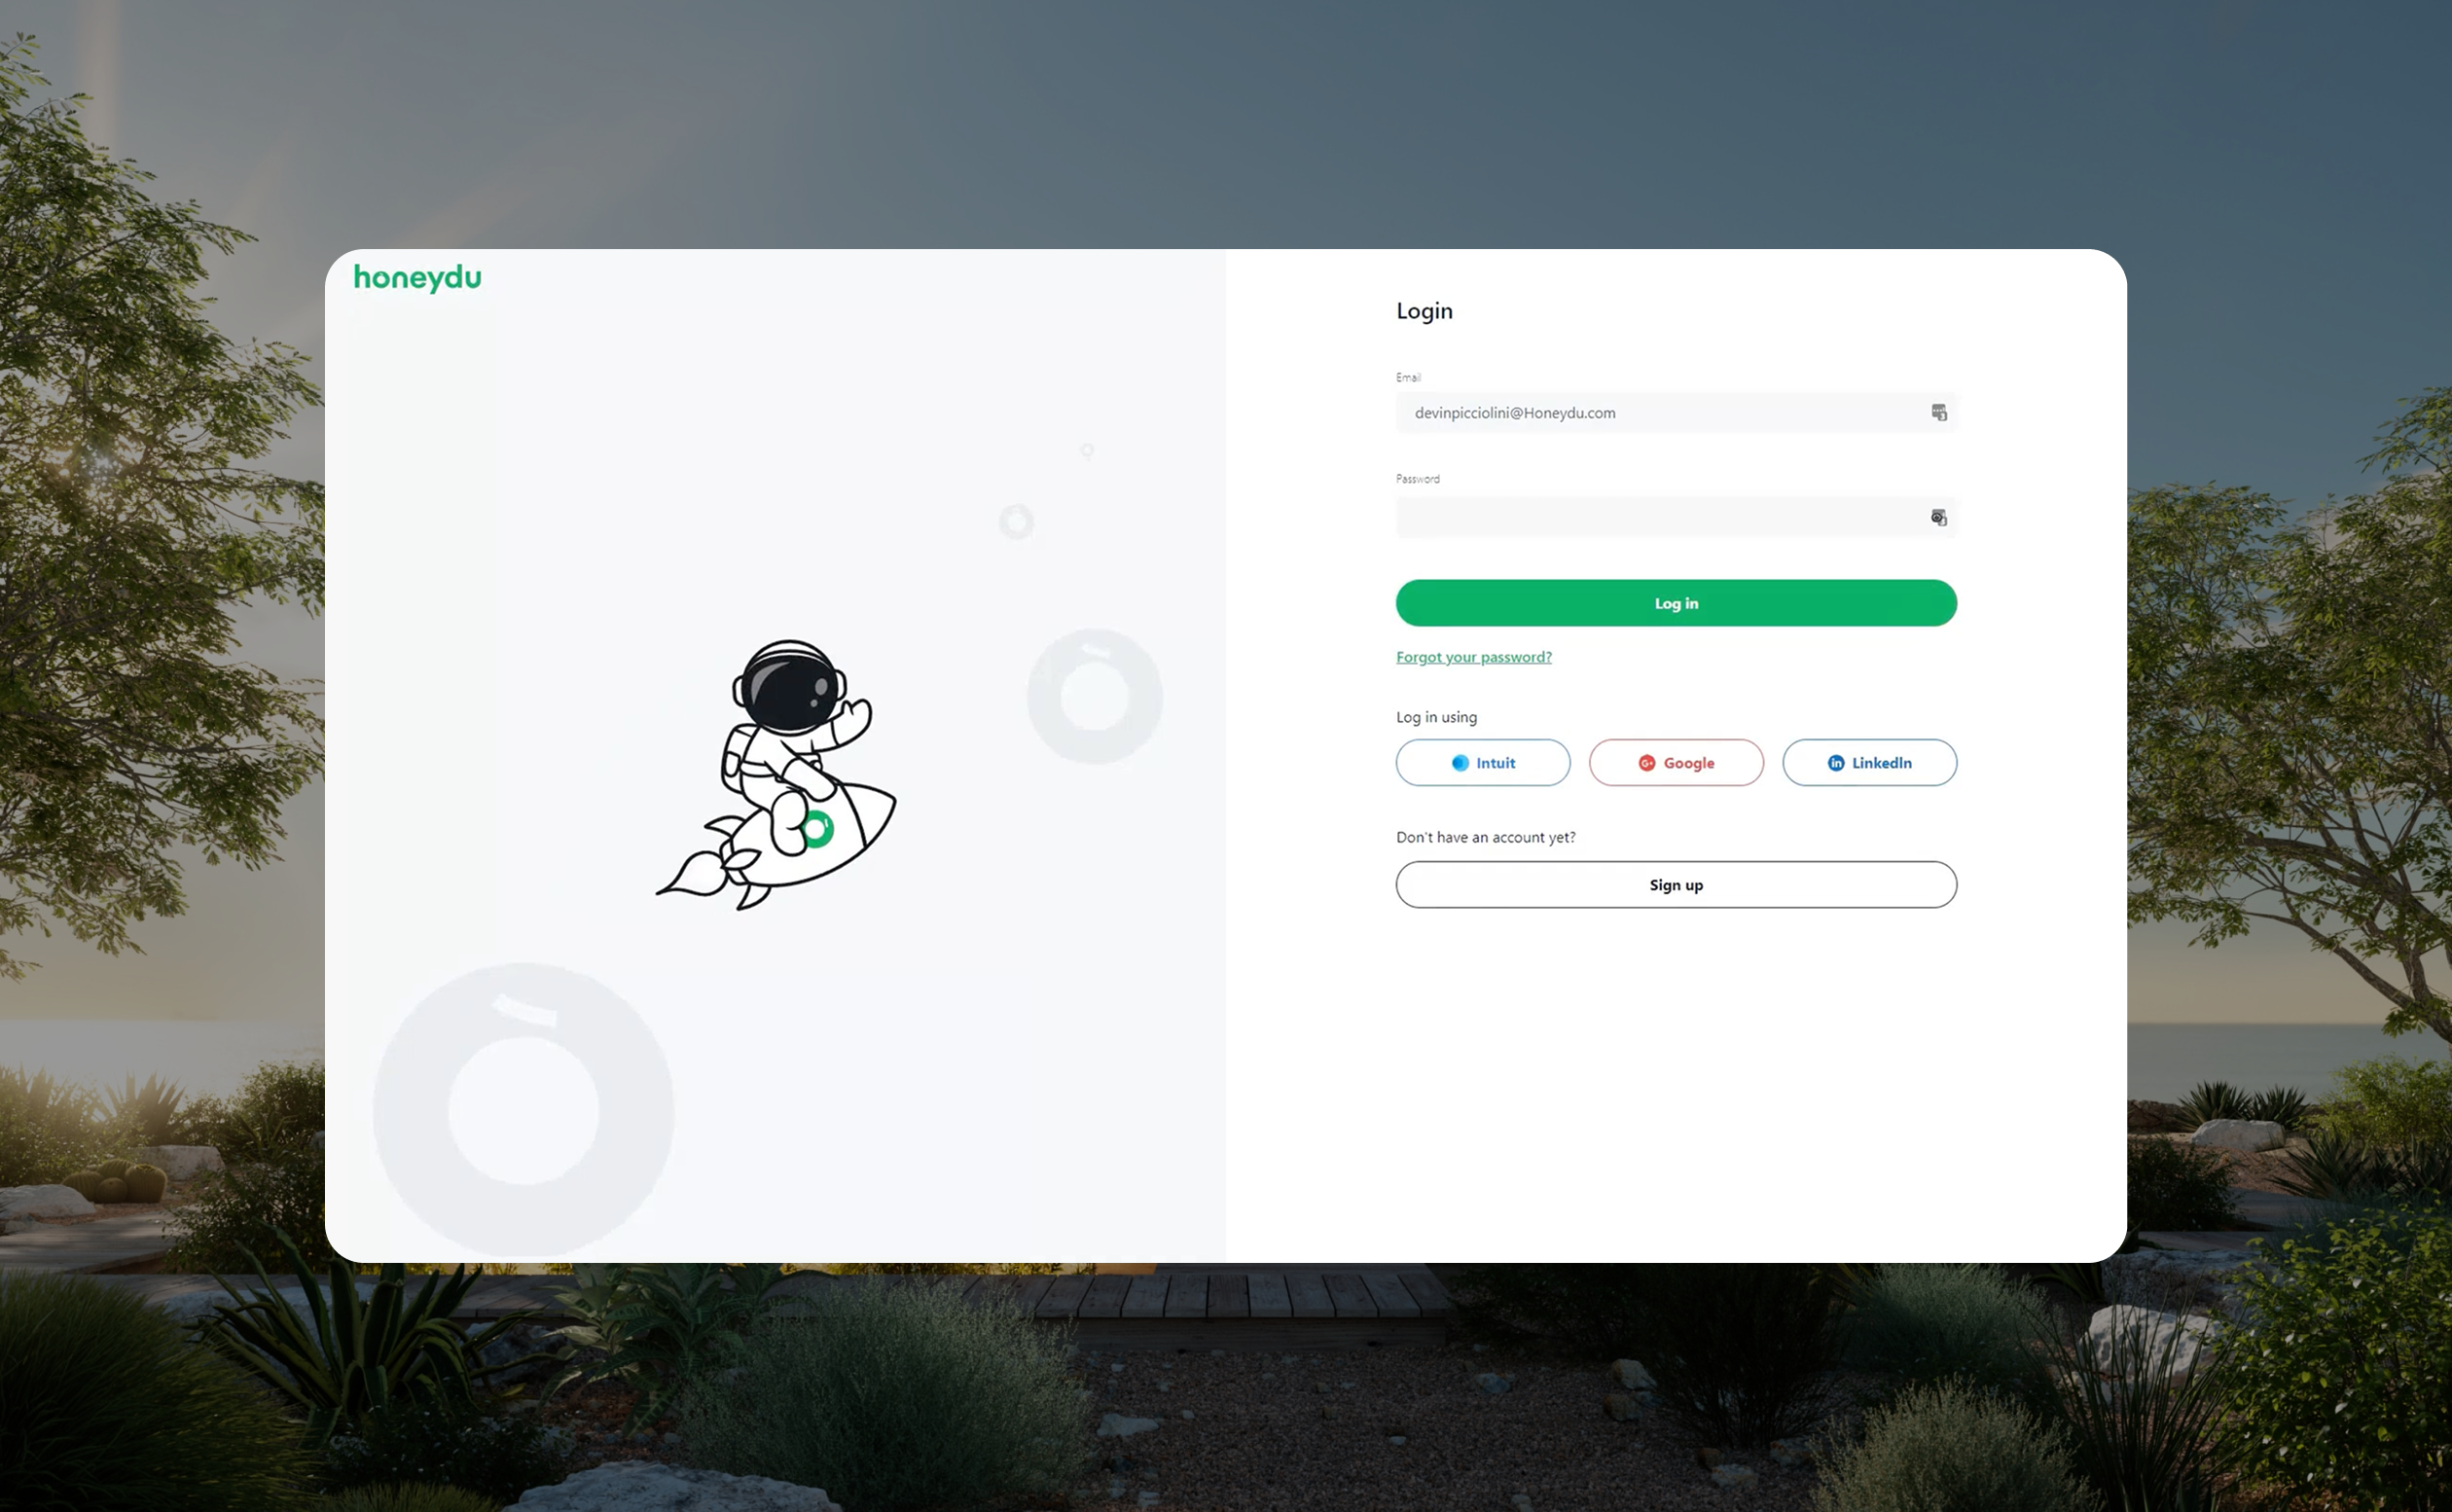 honeydu
Login
Email
devinpicciolini@Honeydu.com
Password
Log in
Forgot your password?
Log in using
Intuit
G+ Google
in LinkedIn
Don't have an account yet?
Sign up